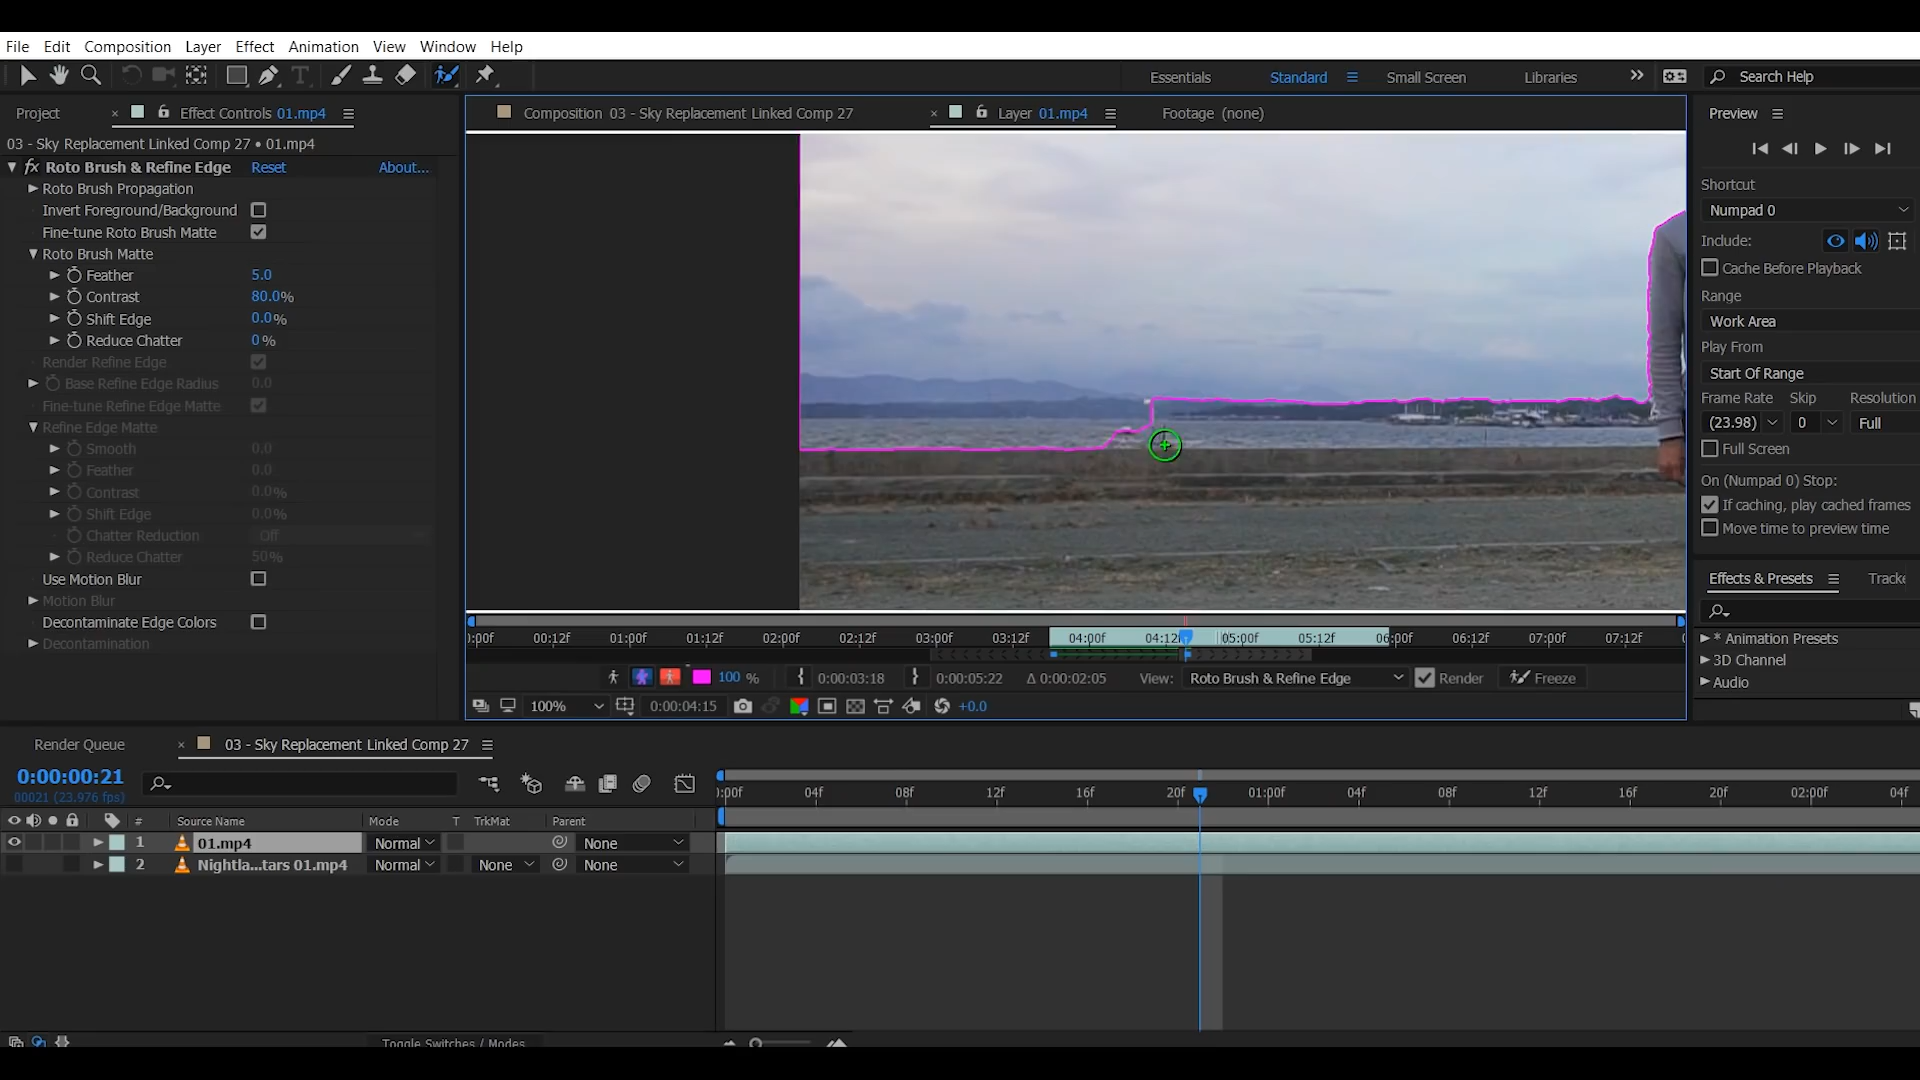 File Edit Composition Layer Effect Animation View Window Help
Essentials Standard Small Screen Libraries Search Help
Project Effect Controls 01.mp4
Composition 03 - Sky Replacement Linked Comp 27 Layer 01.mp4 Footage (none)
03 - Sky Replacement Linked Comp 27 • 01.mp4
fx Roto Brush & Refine Edge Reset About...
Roto Brush Propagation
Invert Foreground/Background
Fine-tune Roto Brush Matte
Roto Brush Matte
Feather 5.0
Contrast 80.0%
Shift Edge 0.0%
Reduce Chatter 0%
Render Refine Edge
Base Refine Edge Radius 0.0
Fine-tune Refine Edge Matte
Refine Edge Matte
Smooth 0.0
Feather 0.0
Contrast 0.0%
Shift Edge 0.0%
Chatter Reduction Off
Reduce Chatter 50%
Use Motion Blur
Motion Blur
Decontaminate Edge Colors
Decontamination
Preview
Shortcut
Numpad 0
Include:
Cache Before Playback
Range
Work Area
Play From
Start Of Range
Frame Rate Skip Resolution
(23.98) 0 Full
Full Screen
On (Numpad 0) Stop:
If caching, play cached frames
Move time to preview time
Effects & Presets Tracke
* Animation Presets
3D Channel
Audio
:00f 00:12f 01:00f 01:12f 02:00f 02:12f 03:00f 03:12f 04:00f 04:12f 05:00f 05:12f 06:00f 06:12f 07:00f 07:12f
100 % 0:00:03:18 0:00:05:22 Δ 0:00:02:05 View: Roto Brush & Refine Edge Render Freeze
100% 0:00:04:15 +0.0
Render Queue 03 - Sky Replacement Linked Comp 27
0:00:00:21
00021 (23.976 fps)
:00f 04f 08f 12f 16f 20f 01:00f 04f 08f 12f 16f 20f 02:00f 04f
# Source Name Mode T TrkMat Parent
1 01.mp4 Normal None
2 Nightla...tars 01.mp4 Normal None None
Toggle Switches / Modes